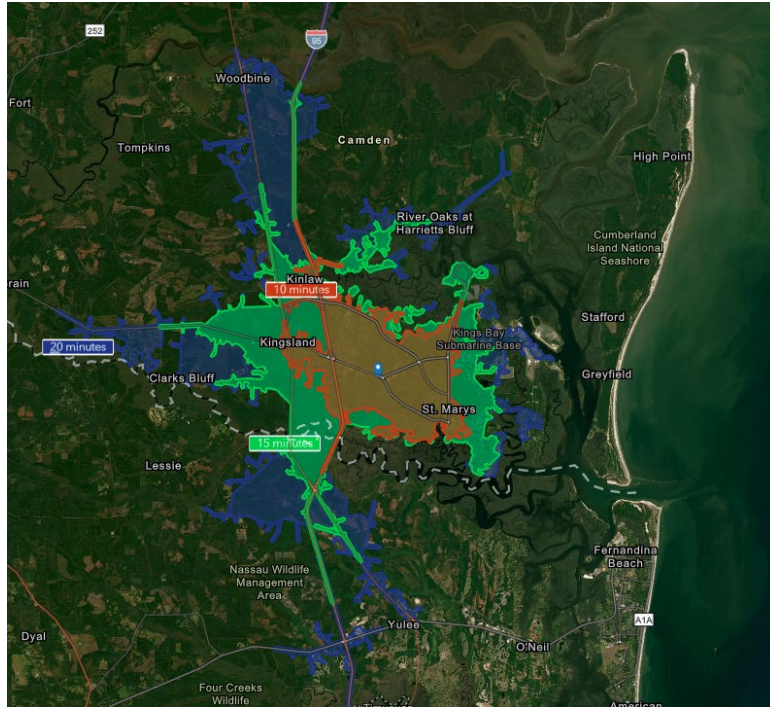 252
INTERSTATE
95
Woodbine
Fort
Camden
Tompkins
High Point
River Oaks at
Harrietts Bluff
Cumberland
Island National
Seashore
Kinlaw
10 minutes
rain
Stafford
Kings Bay
Submarine Base
Kingsland
20 minutes
Clarks Bluff
Greyfield
St. Marys
15 minutes
Lessie
Fernandina
Beach
Nassau Wildlife
Management
Area
A1A
Yulee
Dyal
O'Neil
Four Creeks
Wildlife
American